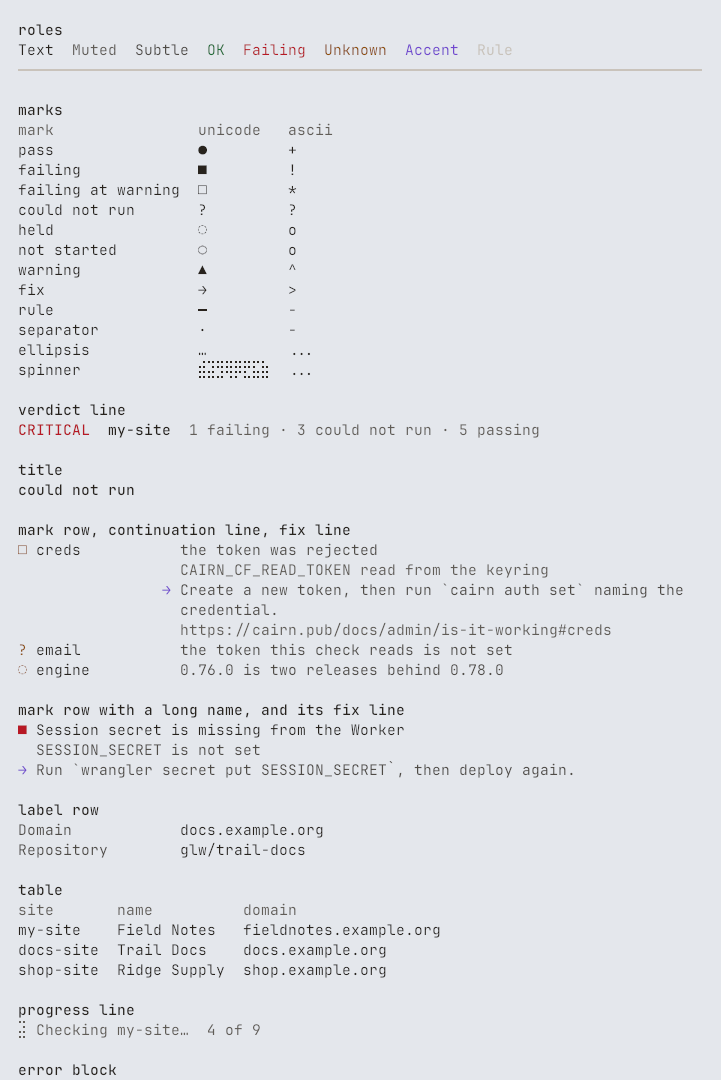 roles
Text  Muted  Subtle  OK  Failing  Unknown  Accent  Rule
marks
mark                unicode   ascii
pass                ●         +
failing             ■         !
failing at warning  □         *
could not run       ?         ?
held                ◌         o
not started         ○         o
warning             ▲         ^
fix                 →         >
rule                ─         -
separator           ·         -
ellipsis            …         ...
spinner                       ...
verdict line
CRITICAL  my-site  1 failing · 3 could not run · 5 passing
title
could not run
mark row, continuation line, fix line
□ creds           the token was rejected
CAIRN_CF_READ_TOKEN read from the keyring
→ Create a new token, then run `cairn auth set` naming the
credential.
https://cairn.pub/docs/admin/is-it-working#creds
? email           the token this check reads is not set
◌ engine          0.76.0 is two releases behind 0.78.0
mark row with a long name, and its fix line
■ Session secret is missing from the Worker
SESSION_SECRET is not set
→ Run `wrangler secret put SESSION_SECRET`, then deploy again.
label row
Domain            docs.example.org
Repository        glw/trail-docs
table
site       name          domain
my-site    Field Notes   fieldnotes.example.org
docs-site  Trail Docs    docs.example.org
shop-site  Ridge Supply  shop.example.org
progress line
Checking my-site…  4 of 9
error block